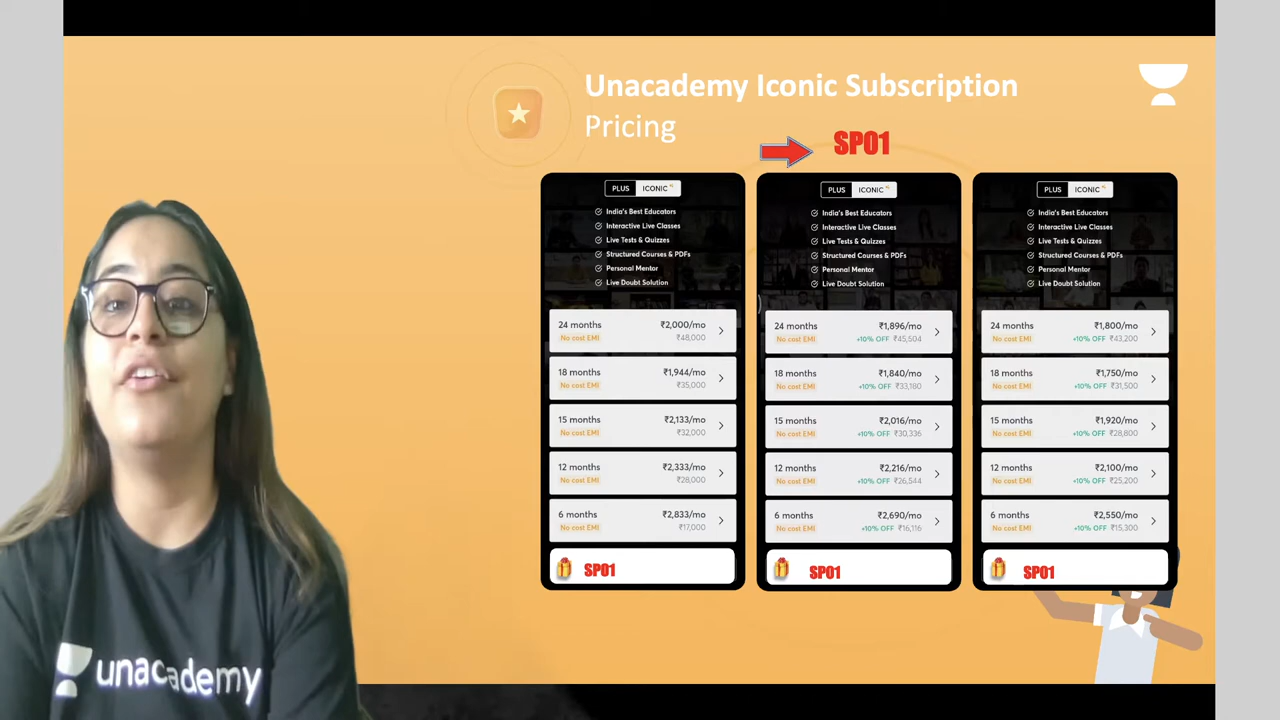 Unacademy Iconic Subscription
Pricing
SP01
PLUS ICONIC
India's Best Educators
Interactive Live Classes
Live Tests & Quizzes
Structured Courses & PDFs
Personal Mentor
Live Doubt Solution
24 months ₹2,000/mo
No cost EMI ₹48,000
18 months ₹1,944/mo
No cost EMI ₹35,000
15 months ₹2,133/mo
No cost EMI ₹32,000
12 months ₹2,333/mo
No cost EMI ₹28,000
6 months ₹2,833/mo
No cost EMI ₹17,000
SP01
PLUS ICONIC
India's Best Educators
Interactive Live Classes
Live Tests & Quizzes
Structured Courses & PDFs
Personal Mentor
Live Doubt Solution
24 months ₹1,896/mo
No cost EMI +10% OFF ₹45,504
18 months ₹1,840/mo
No cost EMI +10% OFF ₹33,180
15 months ₹2,016/mo
No cost EMI +10% OFF ₹30,336
12 months ₹2,216/mo
No cost EMI +10% OFF ₹26,544
6 months ₹2,690/mo
No cost EMI +10% OFF ₹16,116
SP01
PLUS ICONIC
India's Best Educators
Interactive Live Classes
Live Tests & Quizzes
Structured Courses & PDFs
Personal Mentor
Live Doubt Solution
24 months ₹1,800/mo
No cost EMI +10% OFF ₹43,200
18 months ₹1,750/mo
No cost EMI +10% OFF ₹31,500
15 months ₹1,920/mo
No cost EMI +10% OFF ₹28,800
12 months ₹2,100/mo
No cost EMI +10% OFF ₹25,200
6 months ₹2,550/mo
No cost EMI +10% OFF ₹15,300
SP01
unacademy